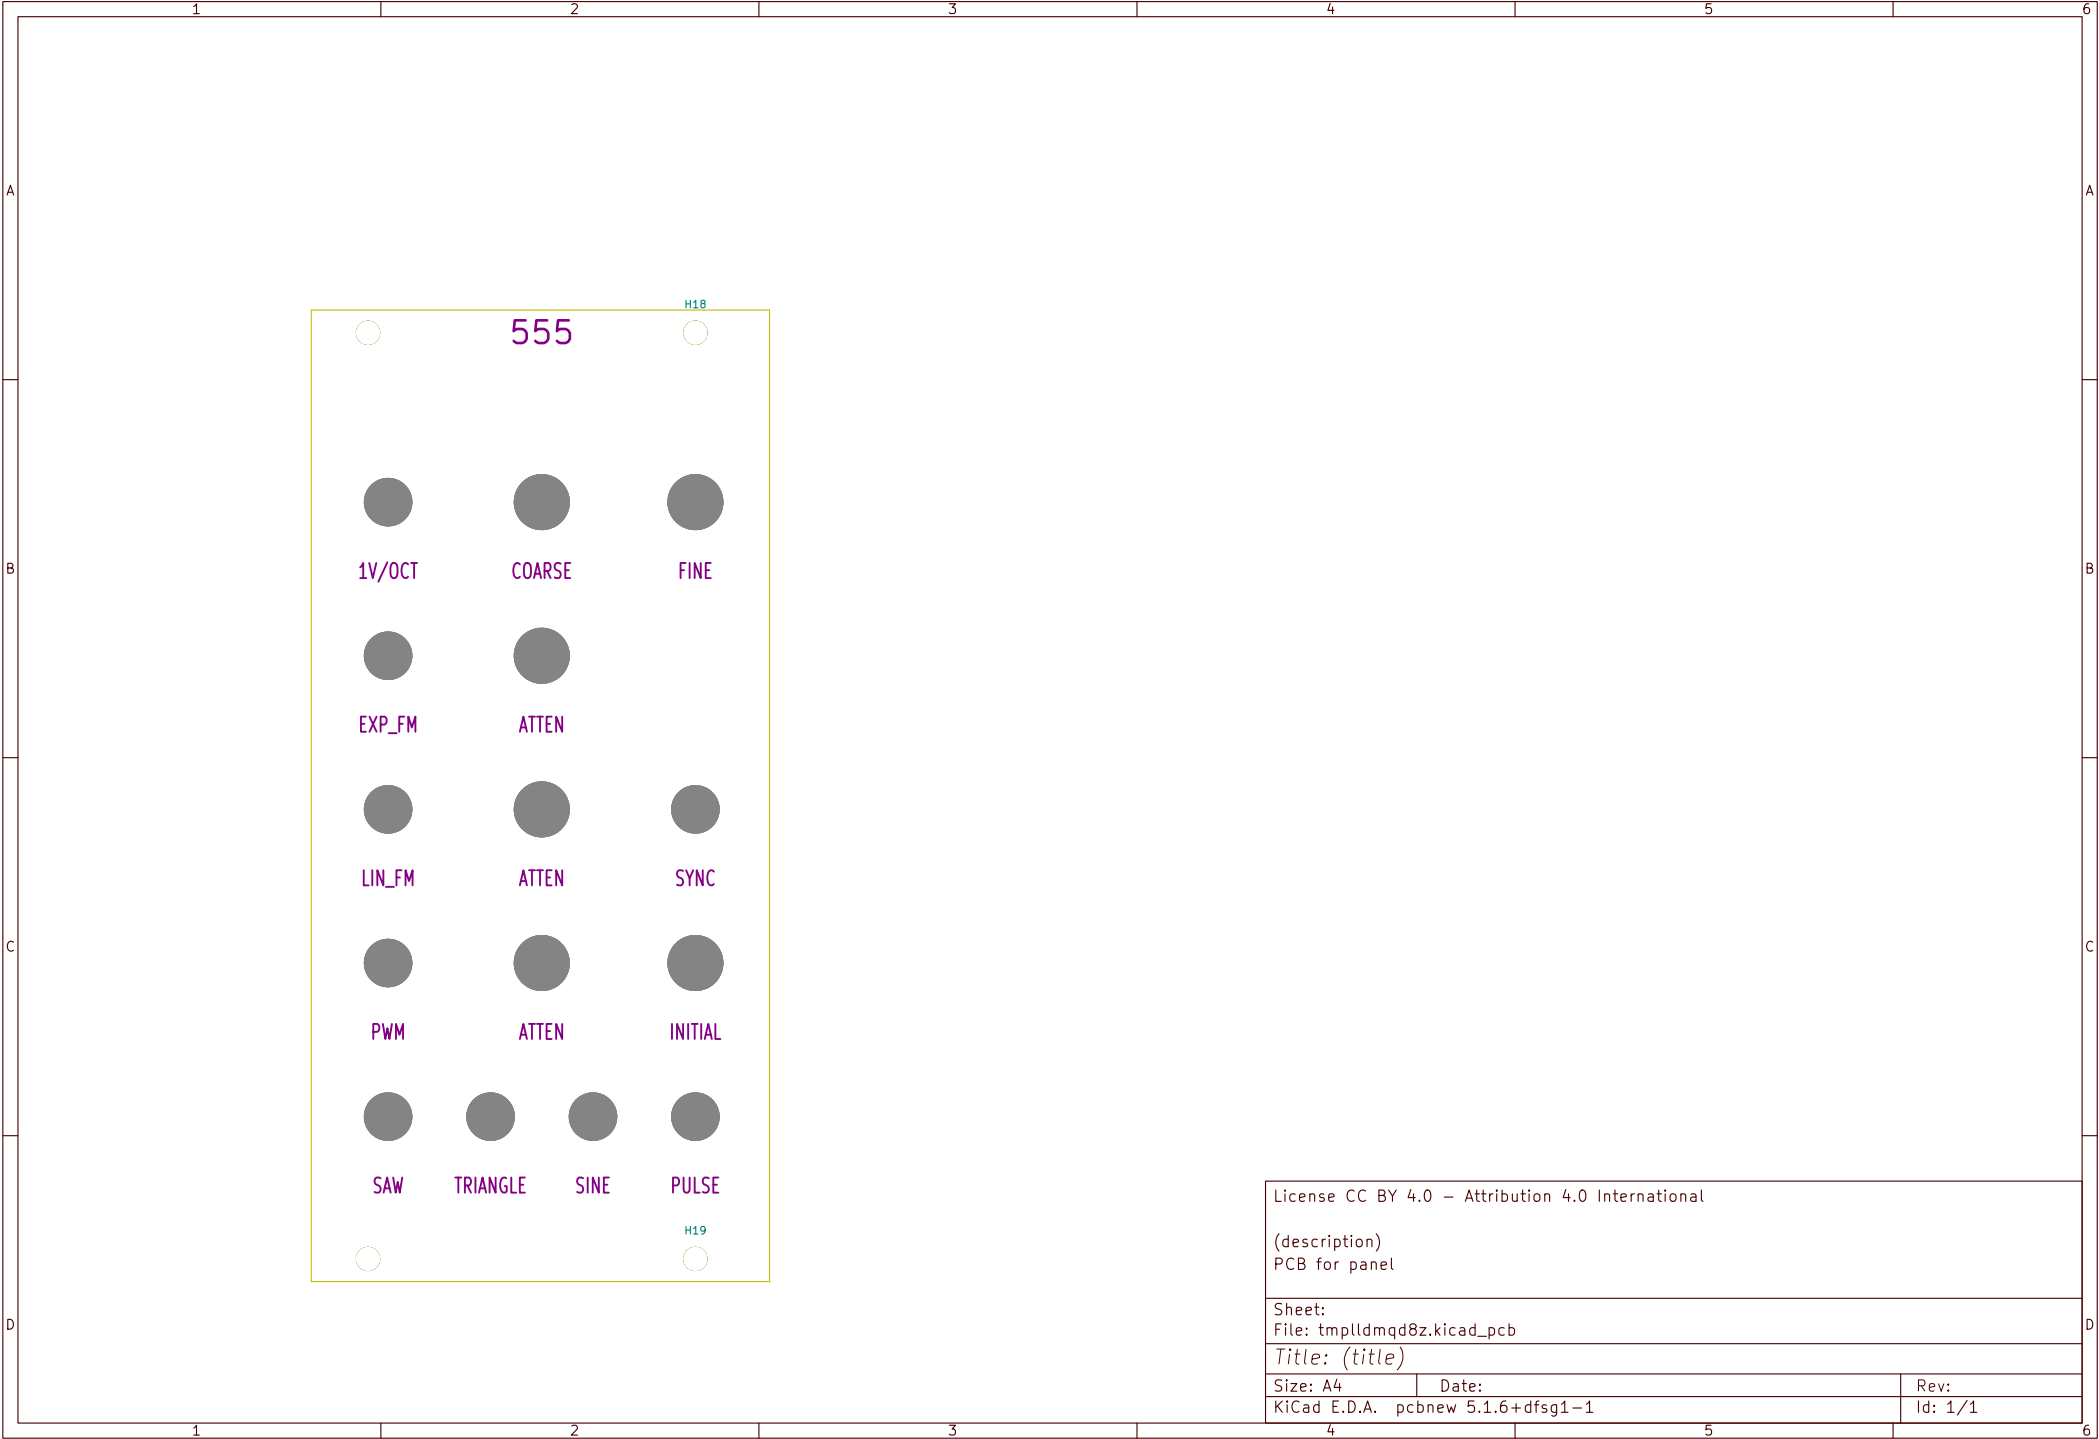 1 2 3 4 5 6
A A
H18
555
B B
1V/OCT COARSE FINE
EXP_FM ATTEN
LIN_FM ATTEN SYNC
C C
PWM ATTEN INITIAL
SAW TRIANGLE SINE PULSE
H19
License CC BY 4.0 - Attribution 4.0 International
(description)
PCB for panel
Sheet:
D D
File: tmplldmqd8z.kicad_pcb
Title: (title)
Size: A4 Date: Rev:
KiCad E.D.A. pcbnew 5.1.6+dfsg1-1 Id: 1/1
1 2 3 4 5 6